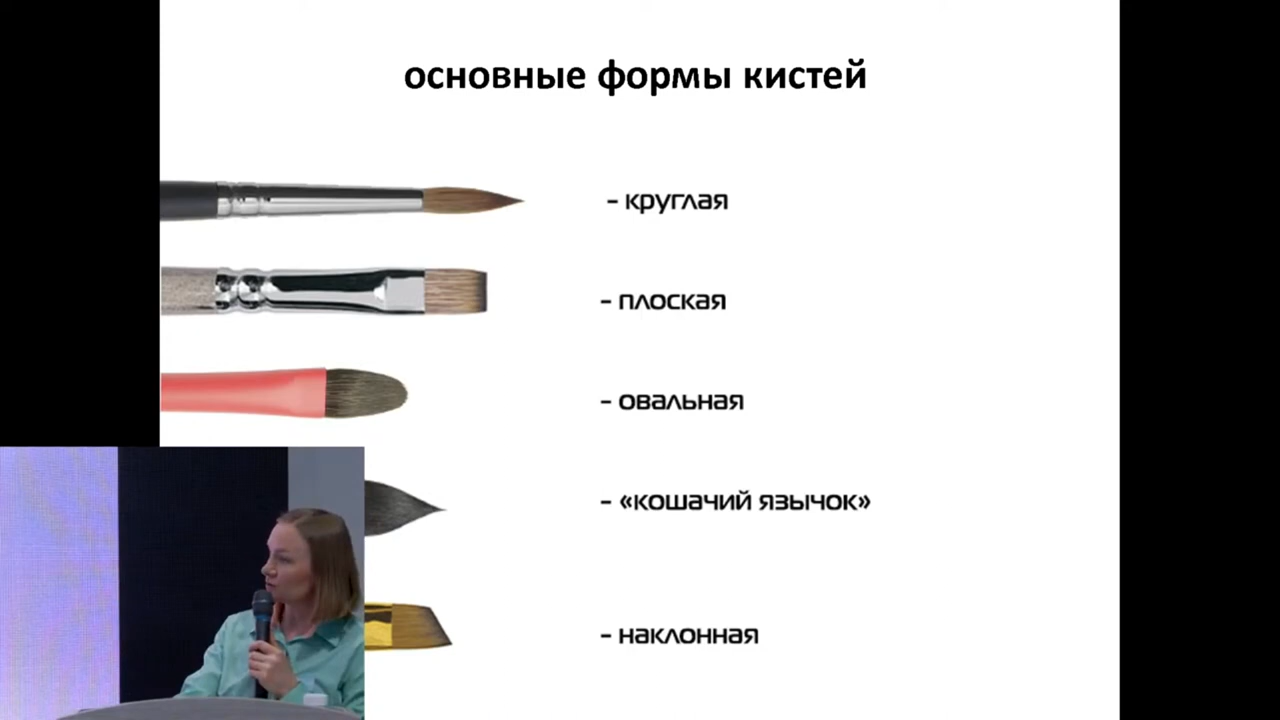 основные формы кистей
- круглая
- плоская
- овальная
- «кошачий язычок»
- наклонная